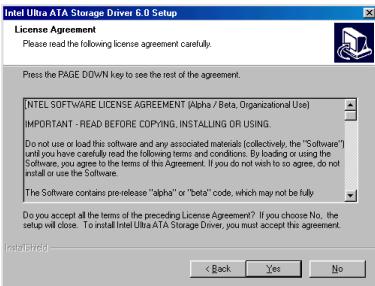 Intel Ultra ATA Storage Driver 6.0 Setup
License Agreement
Please read the following license agreement carefully.
Press the PAGE DOWN key to see the rest of the agreement.
INTEL SOFTWARE LICENSE AGREEMENT (Alpha / Beta, Organizational Use)
IMPORTANT - READ BEFORE COPYING, INSTALLING OR USING.
Do not use or load this software and any associated materials (collectively, the "Software")
until you have carefully read the following terms and conditions. By loading or using the
Software, you agree to the terms of this Agreement. If you do not wish to so agree, do not
install or use the Software.
The Software contains pre-release "alpha" or "beta" code, which may not be fully
Do you accept all the terms of the preceding License Agreement? If you choose No, the
setup will close. To install Intel Ultra ATA Storage Driver, you must accept this agreement.
InstallShield
< Back
Yes
No